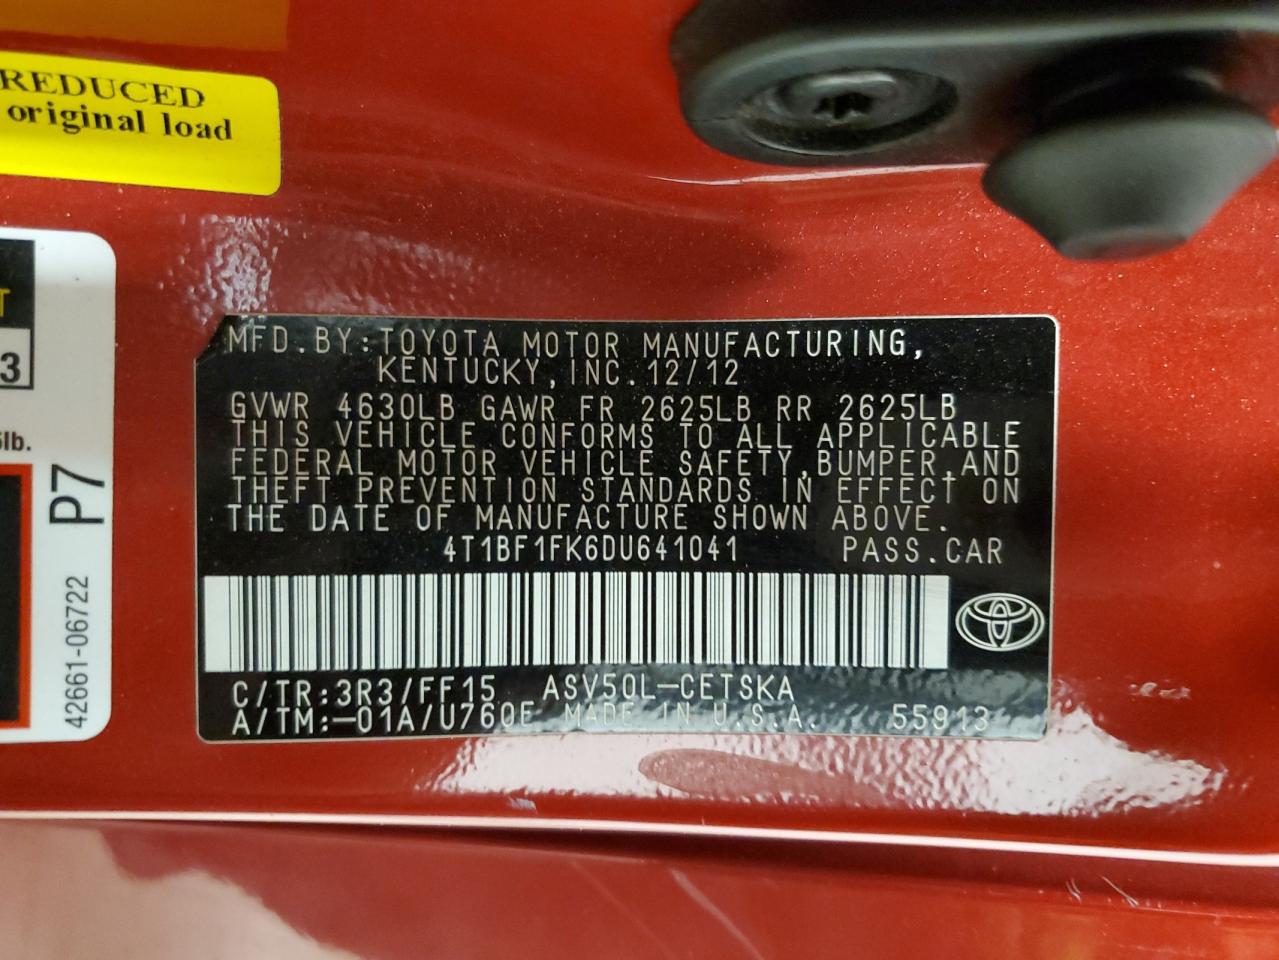 REDUCED
original load
T
3
lb.
P7
42661-06722
MFD.BY:TOYOTA MOTOR MANUFACTURING,
KENTUCKY,INC.12/12
GVWR 4630LB GAWR FR 2625LB RR 2625LB
THIS VEHICLE CONFORMS TO ALL APPLICABLE
FEDERAL MOTOR VEHICLE SAFETY,BUMPER,AND
THEFT PREVENTION STANDARDS IN EFFECT ON
THE DATE OF MANUFACTURE SHOWN ABOVE.
4T1BF1FK6DU641041 PASS.CAR
C/TR:3R3/FF15 ASV50L-CETSKA
A/TM:-01A/U760E MADE IN U.S.A. 55913